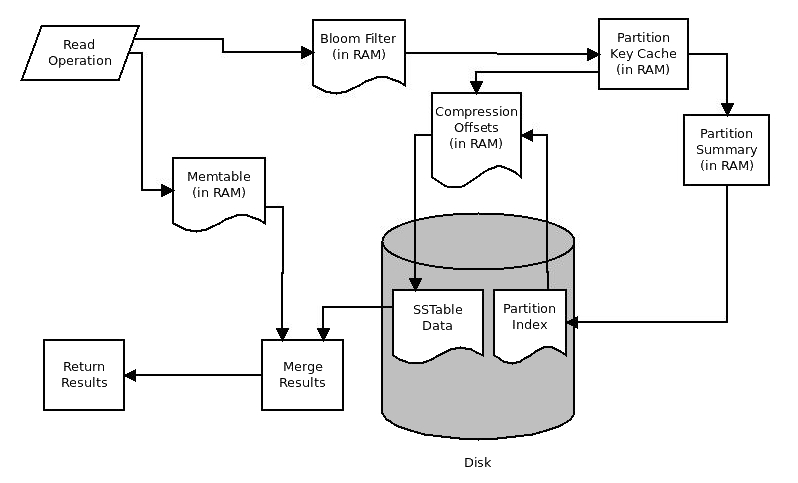 Read
Operation
Bloom Filter
(in RAM)
Partition
Key Cache
(in RAM)
Compression
Offsets
(in RAM)
Partition
Summary
(in RAM)
Memtable
(in RAM)
SSTable
Data
Partition
Index
Return
Results
Merge
Results
Disk